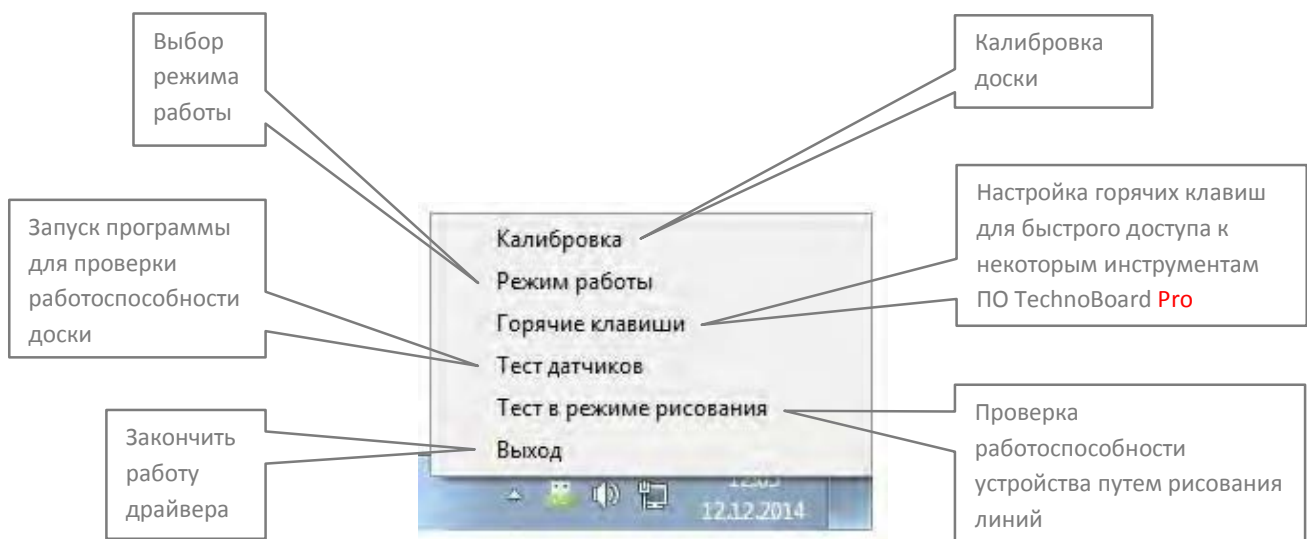 Выбор
режима
работы
Калибровка
доски
Запуск программы
для проверки
работоспособности
доски
Настройка горячих клавиш
для быстрого доступа к
некоторым инструментам
ПО TechnoBoard Pro
Калибровка
Режим работы
Горячие клавиши
Тест датчиков
Тест в режиме рисования
Выход
Закончить
работу
драйвера
Проверка
работоспособности
устройства путем рисования
линий
12.12.2014